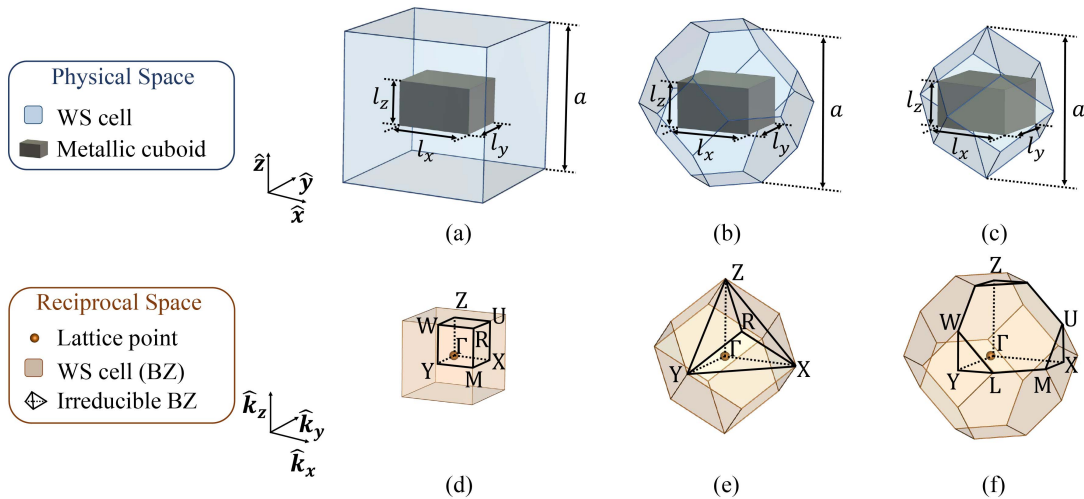 Physical Space
WS cell
Metallic cuboid
ẑ
ŷ
x̂
l_z
l_x
l_y
a
(a)
l_z
l_x
l_y
a
(b)
l_z
l_x
l_y
a
(c)
Reciprocal Space
Lattice point
WS cell (BZ)
Irreducible BZ
k̂_z
k̂_y
k̂_x
Z
W U
Γ R
X
Y
M
(d)
Z
R
Γ
Y X
(e)
Z
W U
Γ
X
Y
L M
(f)